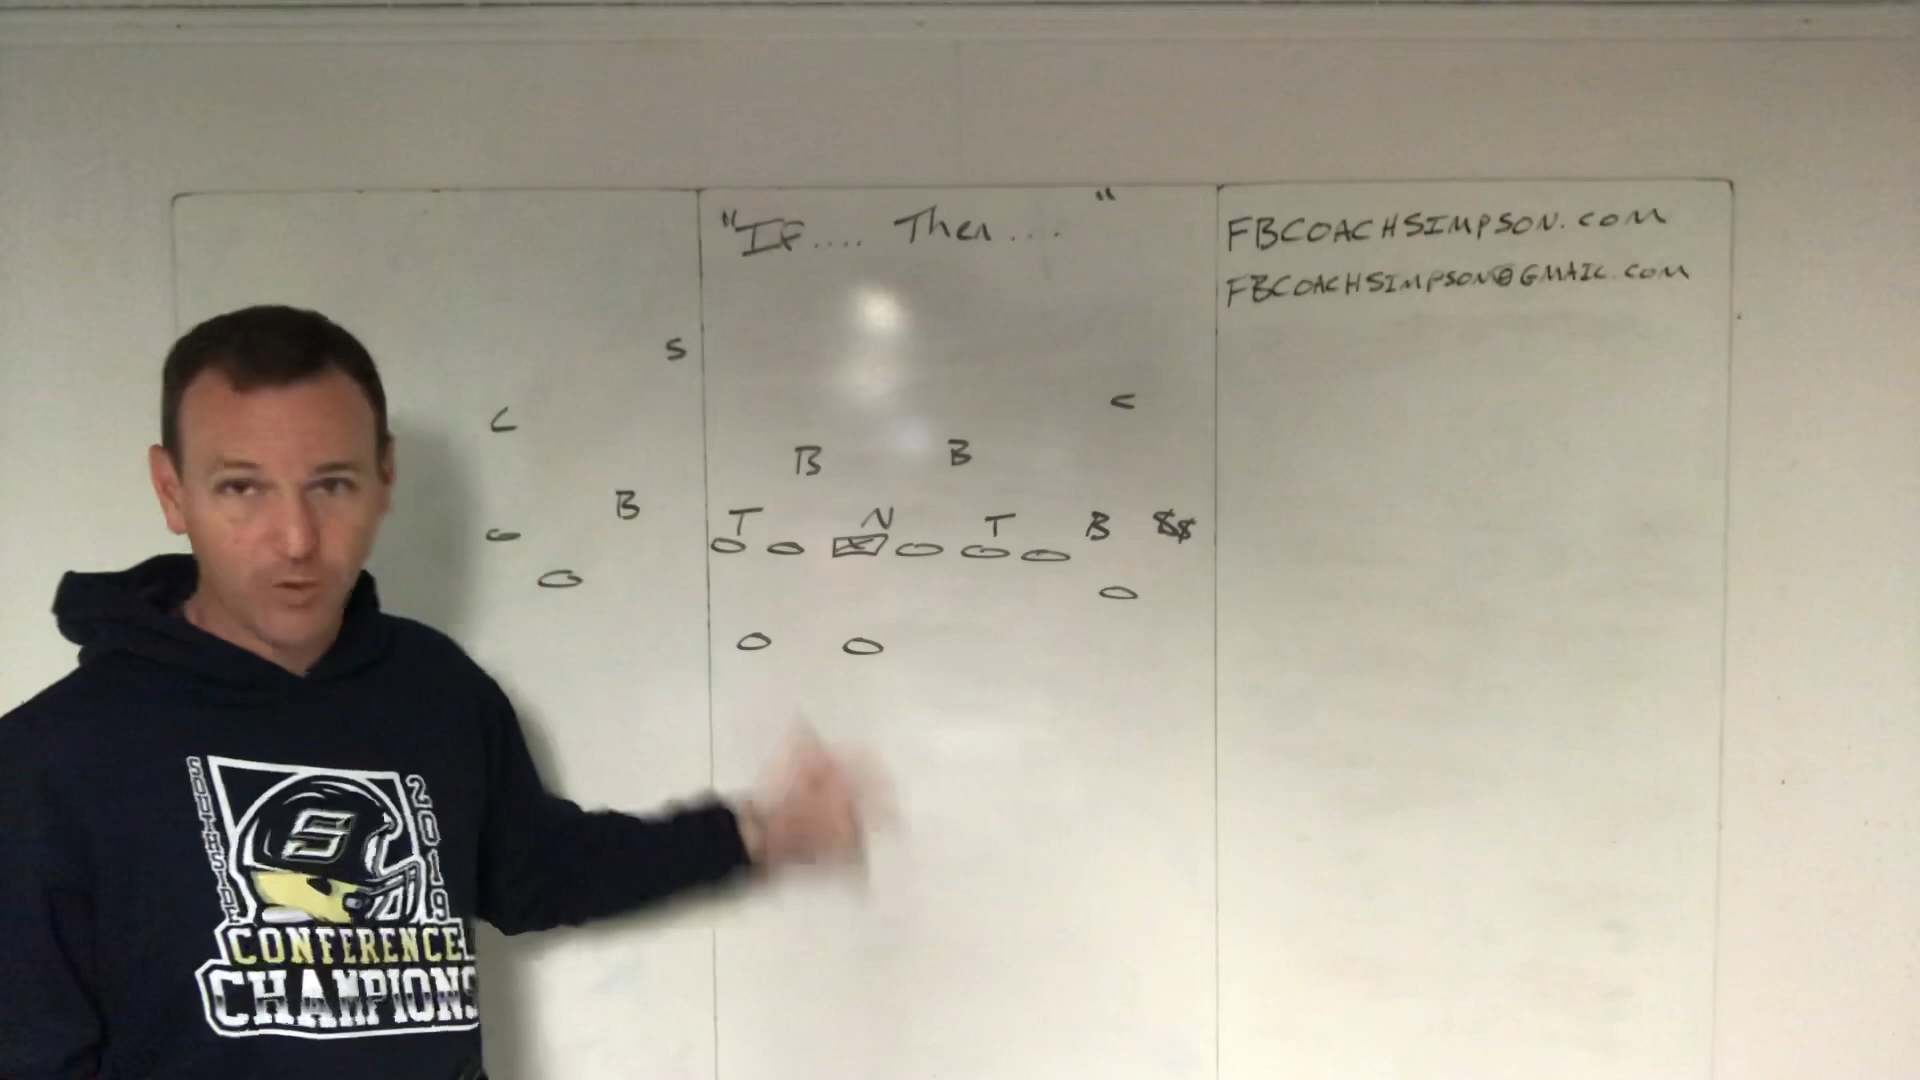 "If.... Then..."
FBCOACHSIMPSON.COM
FBCOACHSIMPSON@GMAIL.COM
S
C
C
B
B
B
T
N
T
B
$$
SOUTHSIDE
2019
S
CONFERENCE
CHAMPIONS